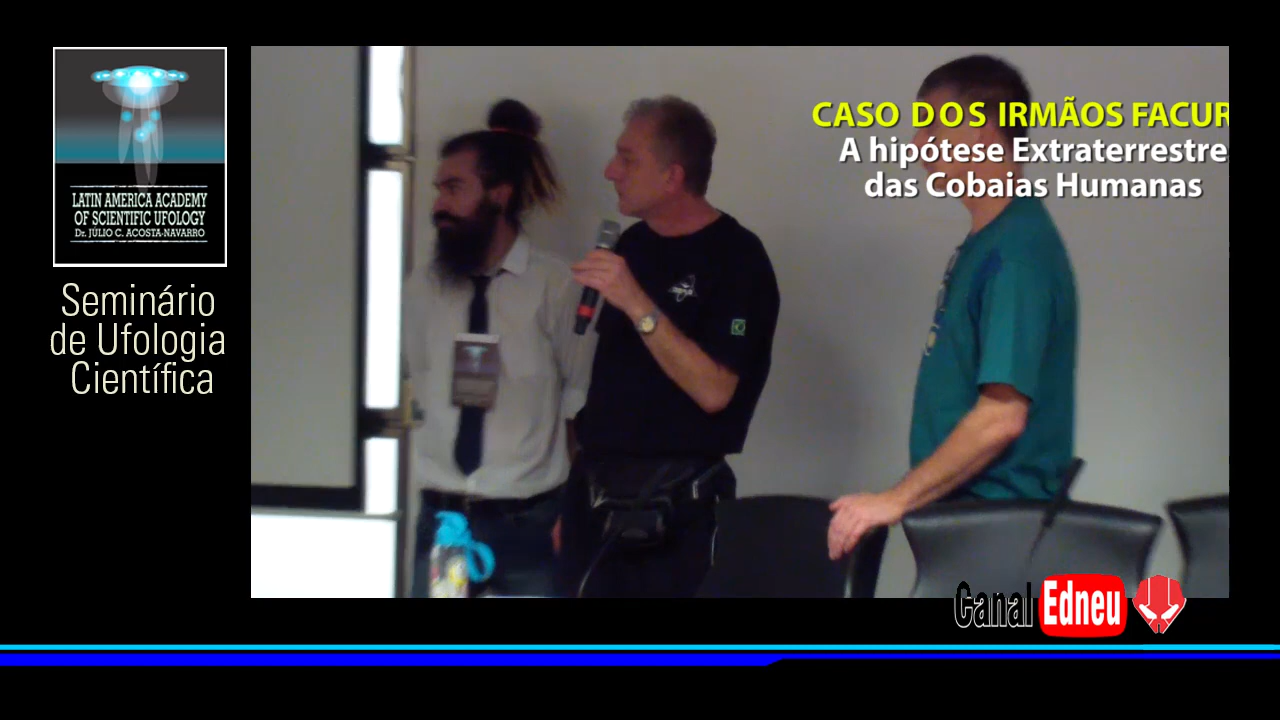 LATIN AMERICA ACADEMY
OF SCIENTIFIC UFOLOGY
Dr. JÚLIO C. ACOSTA-NAVARRO
Seminário
de Ufologia
Científica
CASO DOS IRMÃOS FACUR
A hipótese Extraterrestre
das Cobaias Humanas
Canal Edneu